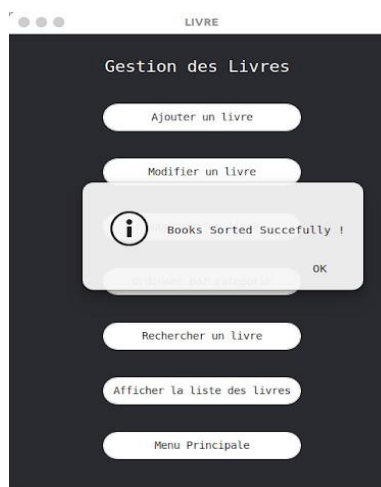 LIVRE
Gestion des Livres
Ajouter un livre
Modifier un livre
Books Sorted Succefully !
OK
Rechercher un livre
Afficher la liste des livres
Menu Principale